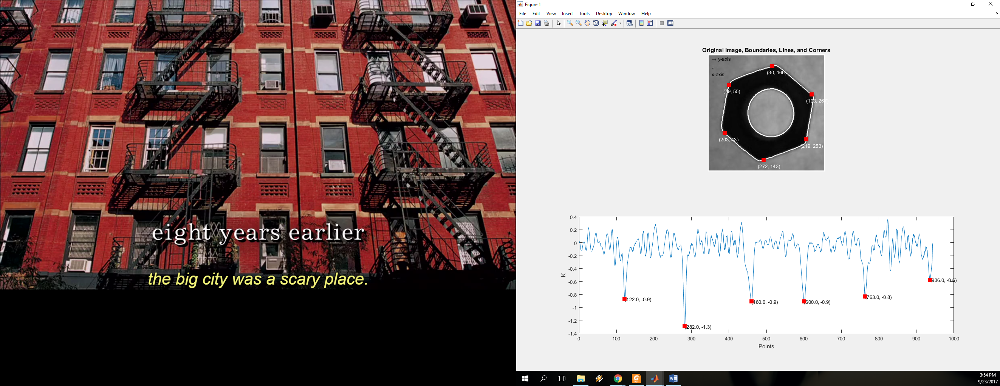 eight years earlier
the big city was a scary place.
Figure 1
File Edit View Insert Tools Desktop Window Help
Original Image, Boundaries, Lines, and Corners
→ y-axis
↓
x-axis
(30, 166)
(79, 55)
(103, 267)
(203, 43)
(219, 253)
(272, 143)
0.4
0.2
0
-0.2
-0.4
-0.6
-0.8
-1
-1.2
-1.4
K
(936.0, -0.6)
(763.0, -0.8)
(122.0, -0.9)
(460.0, -0.9)
(600.0, -0.9)
(282.0, -1.3)
0 100 200 300 400 500 600 700 800 900 1000
Points
3:54 PM
9/23/2017